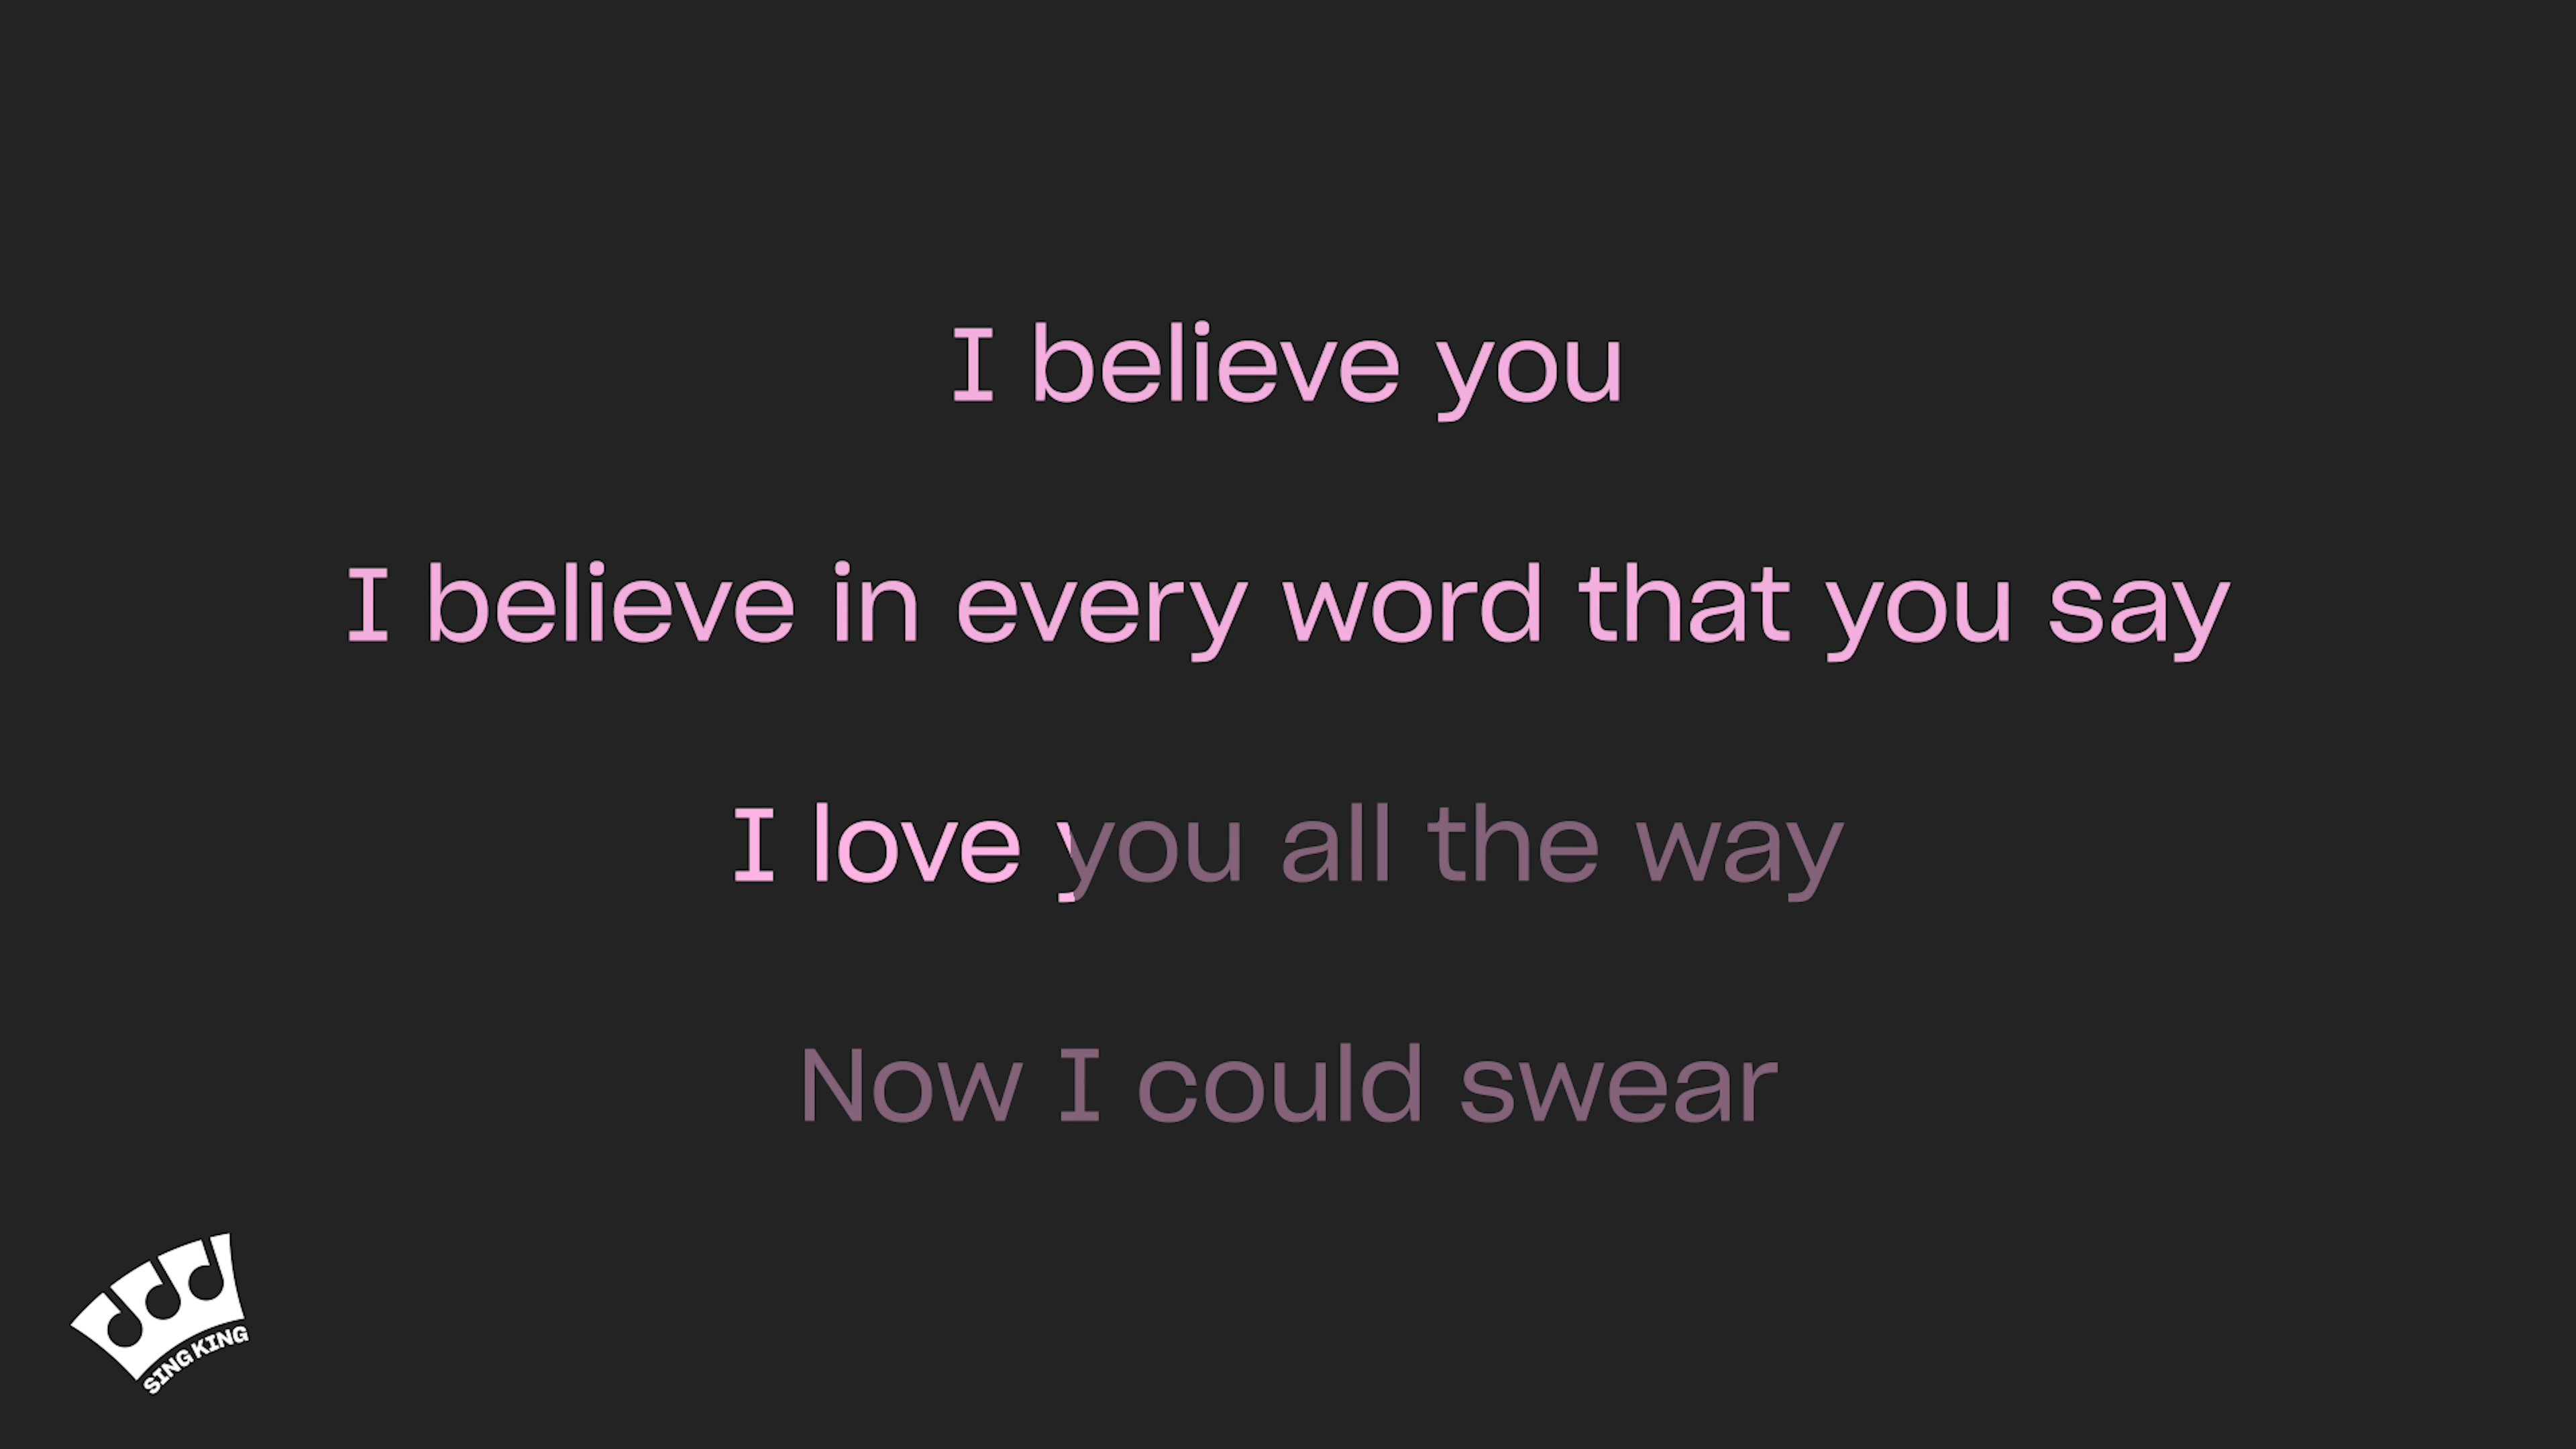 I believe you
I believe in every word that you say
I love you all the way
Now I could swear
SING KING